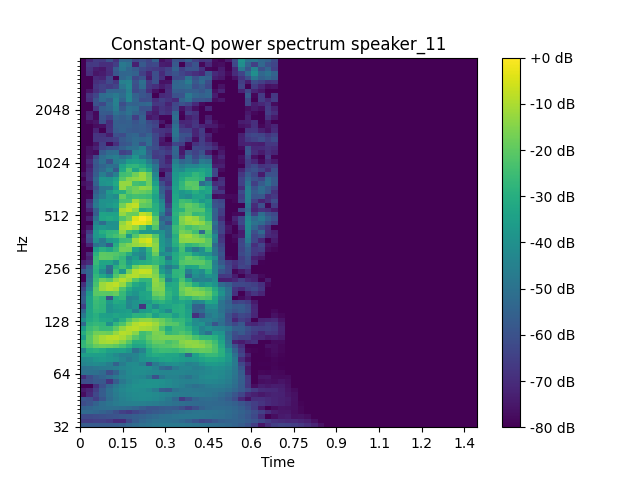 Constant-Q power spectrum speaker_11
Hz
2048
1024
512
256
128
64
32
0
0.15
0.3
0.45
0.6
0.75
0.9
1.1
1.2
1.4
Time
+0 dB
-10 dB
-20 dB
-30 dB
-40 dB
-50 dB
-60 dB
-70 dB
-80 dB